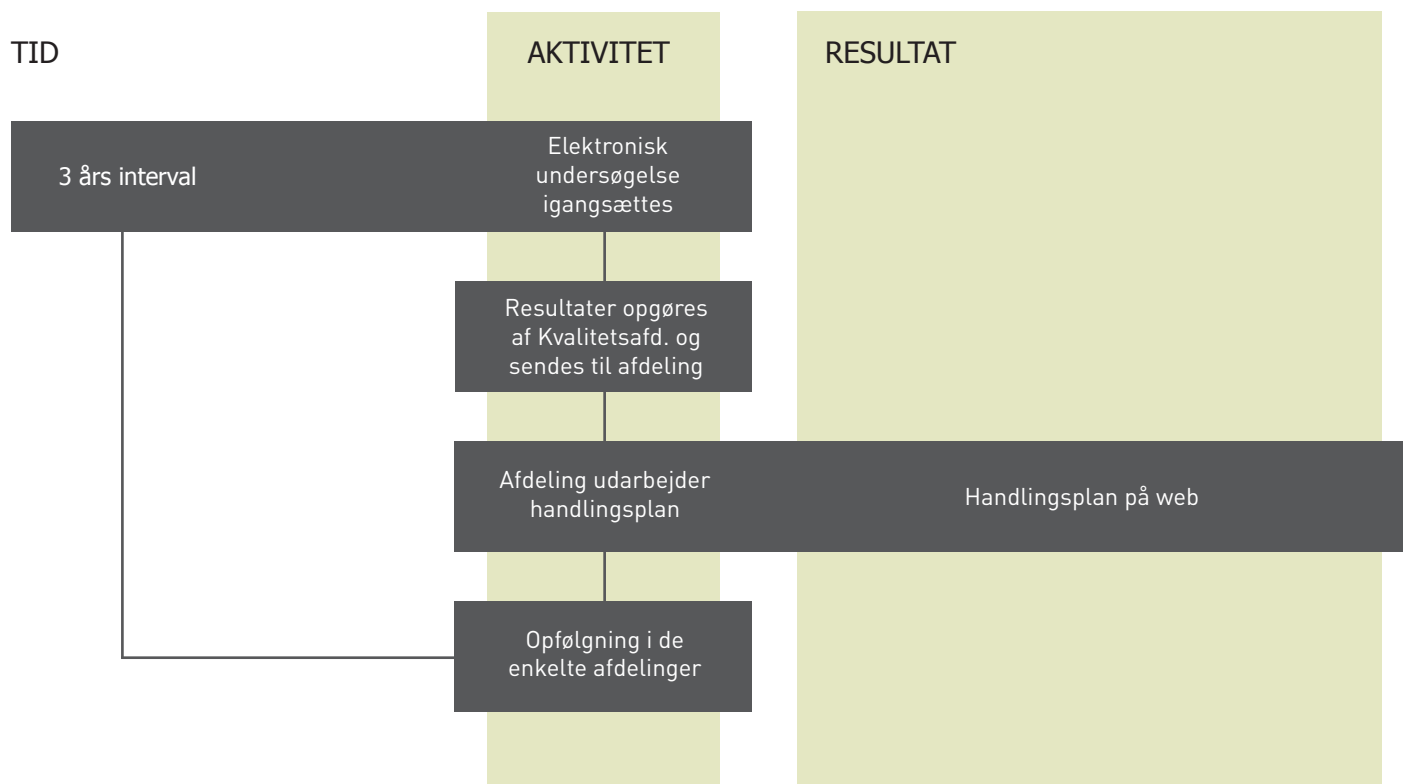 TID
AKTIVITET
RESULTAT
3 års interval
Elektronisk
undersøgelse
igangsættes
Resultater opgøres
af Kvalitetsafd. og
sendes til afdeling
Afdeling udarbejder
handlingsplan
Handlingsplan på web
Opfølgning i de
enkelte afdelinger